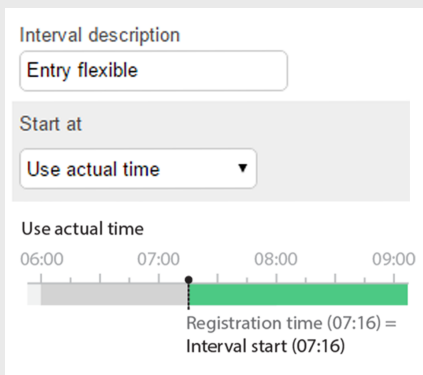 Interval description
Entry flexible
Start at
Use actual time
Use actual time
06:00 07:00 08:00 09:00
Registration time (07:16) =
Interval start (07:16)